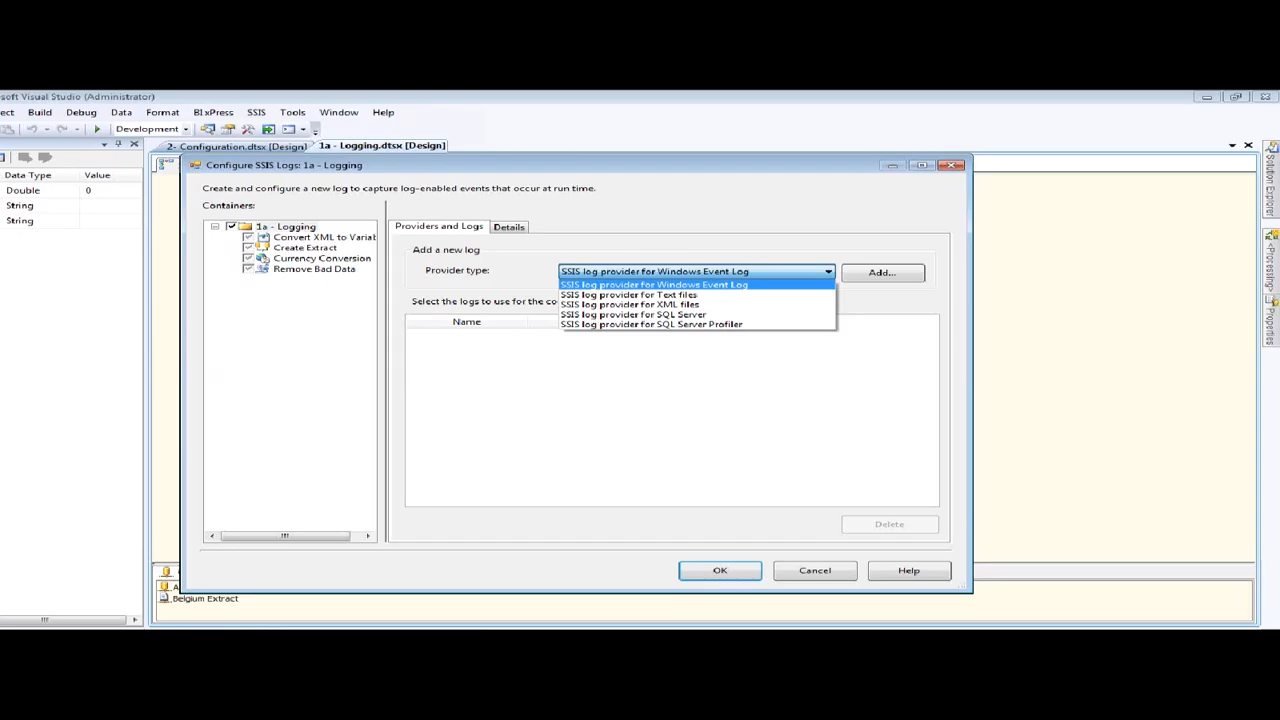 soft Visual Studio (Administrator)
ect Build Debug Data Format BIxPress SSIS Tools Window Help
Development
2- Configuration.dtsx [Design] 1a - Logging.dtsx [Design]
Data Type Value
Double 0
String
String
Configure SSIS Logs: 1a - Logging
Create and configure a new log to capture log-enabled events that occur at run time.
Containers:
1a - Logging
Convert XML to Variab
Create Extract
Currency Conversion
Remove Bad Data
Providers and Logs Details
Add a new log
Provider type: SSIS log provider for Windows Event Log Add...
SSIS log provider for Windows Event Log
SSIS log provider for Text files
SSIS log provider for XML files
SSIS log provider for SQL Server
SSIS log provider for SQL Server Profiler
Select the logs to use for the co
Name
Delete
OK Cancel Help
A
Belgium Extract
Solution Explorer
<Processing>
Properties